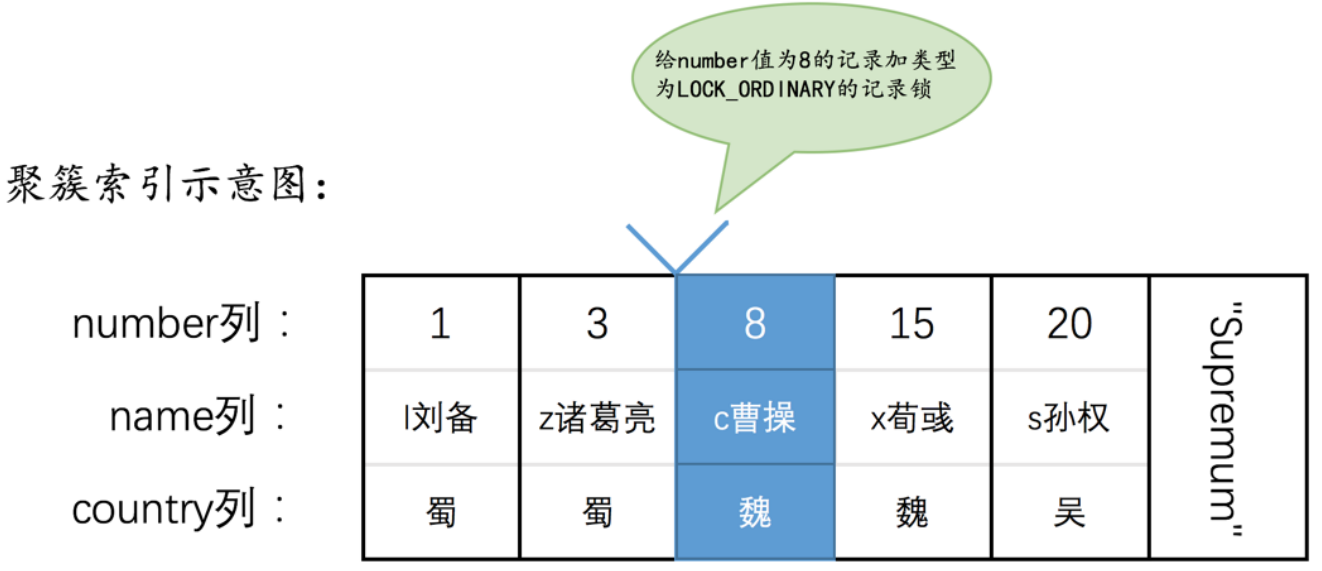 给number值为8的记录加类型
为LOCK_ORDINARY的记录锁
聚簇索引示意图：
number列： 1 3 8 15 20 "Supremum"
name列： l刘备 z诸葛亮 c曹操 x荀彧 s孙权
country列： 蜀 蜀 魏 魏 吴